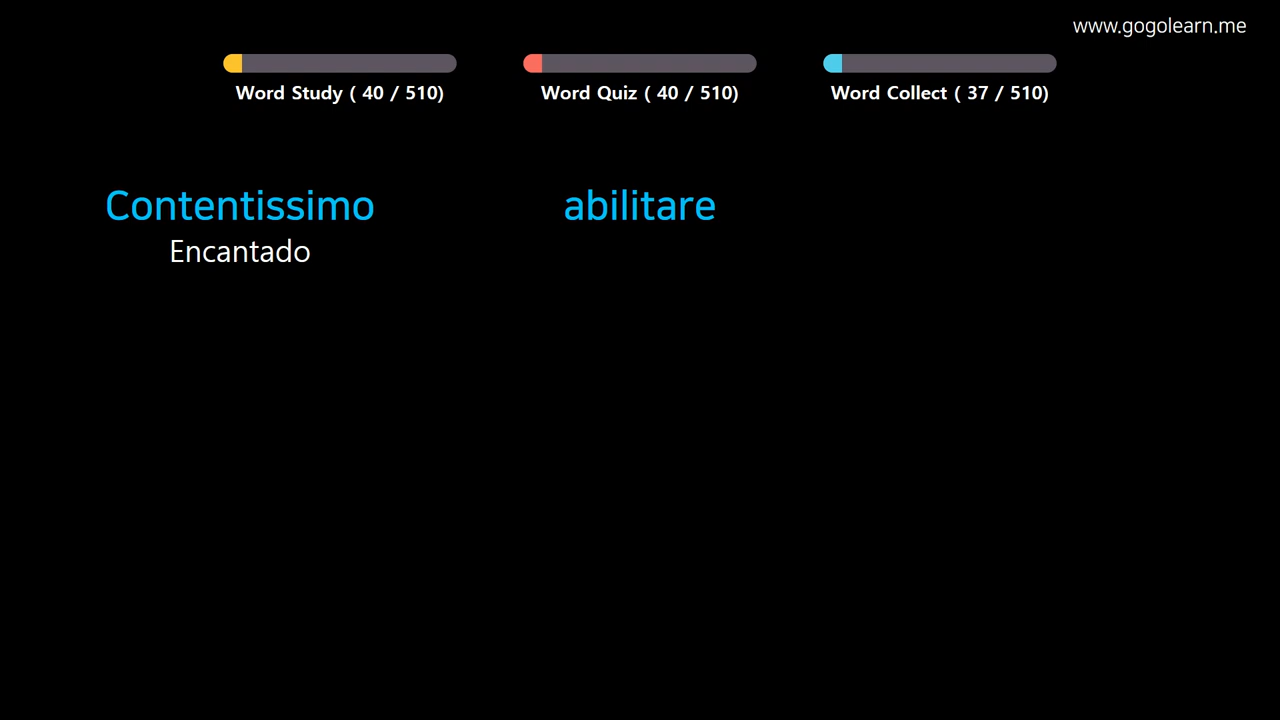 www.gogolearn.me
Word Study ( 40 / 510)
Word Quiz ( 40 / 510)
Word Collect ( 37 / 510)
Contentissimo
Encantado
abilitare